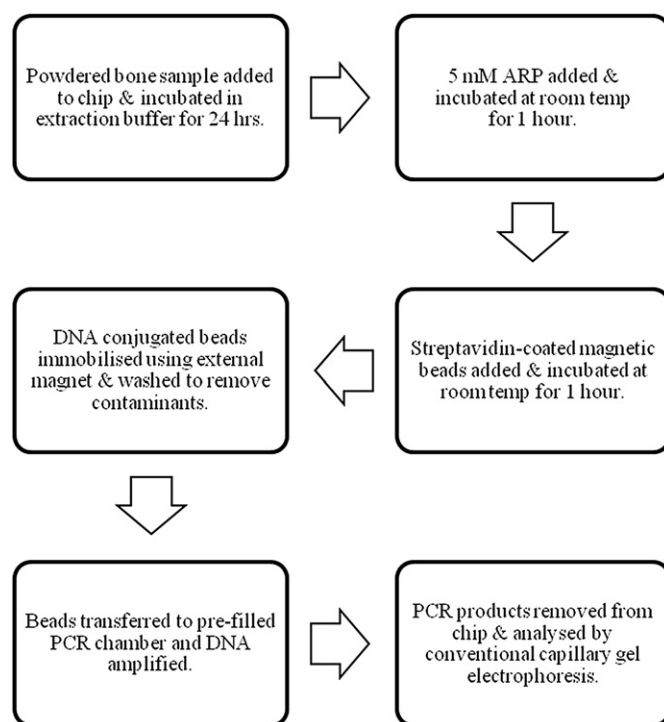 Powdered bone sample added
to chip & incubated in
extraction buffer for 24 hrs.
5 mM ARP added &
incubated at room temp
for 1 hour.
Streptavidin-coated magnetic
beads added & incubated at
room temp for 1 hour.
DNA conjugated beads
immobilised using external
magnet & washed to remove
contaminants.
Beads transferred to pre-filled
PCR chamber and DNA
amplified.
PCR products removed from
chip & analysed by
conventional capillary gel
electrophoresis.